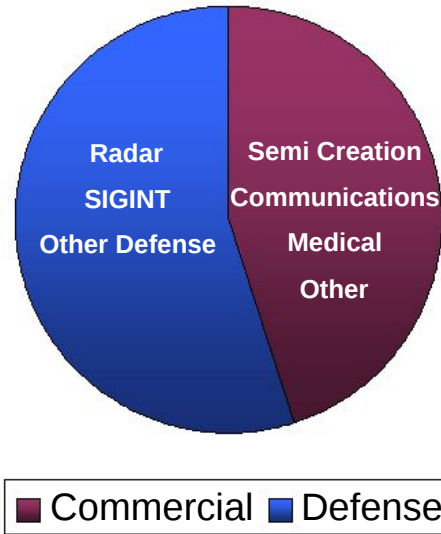 Radar
SIGINT
Other Defense
Semi Creation
Communications
Medical
Other
Commercial Defense